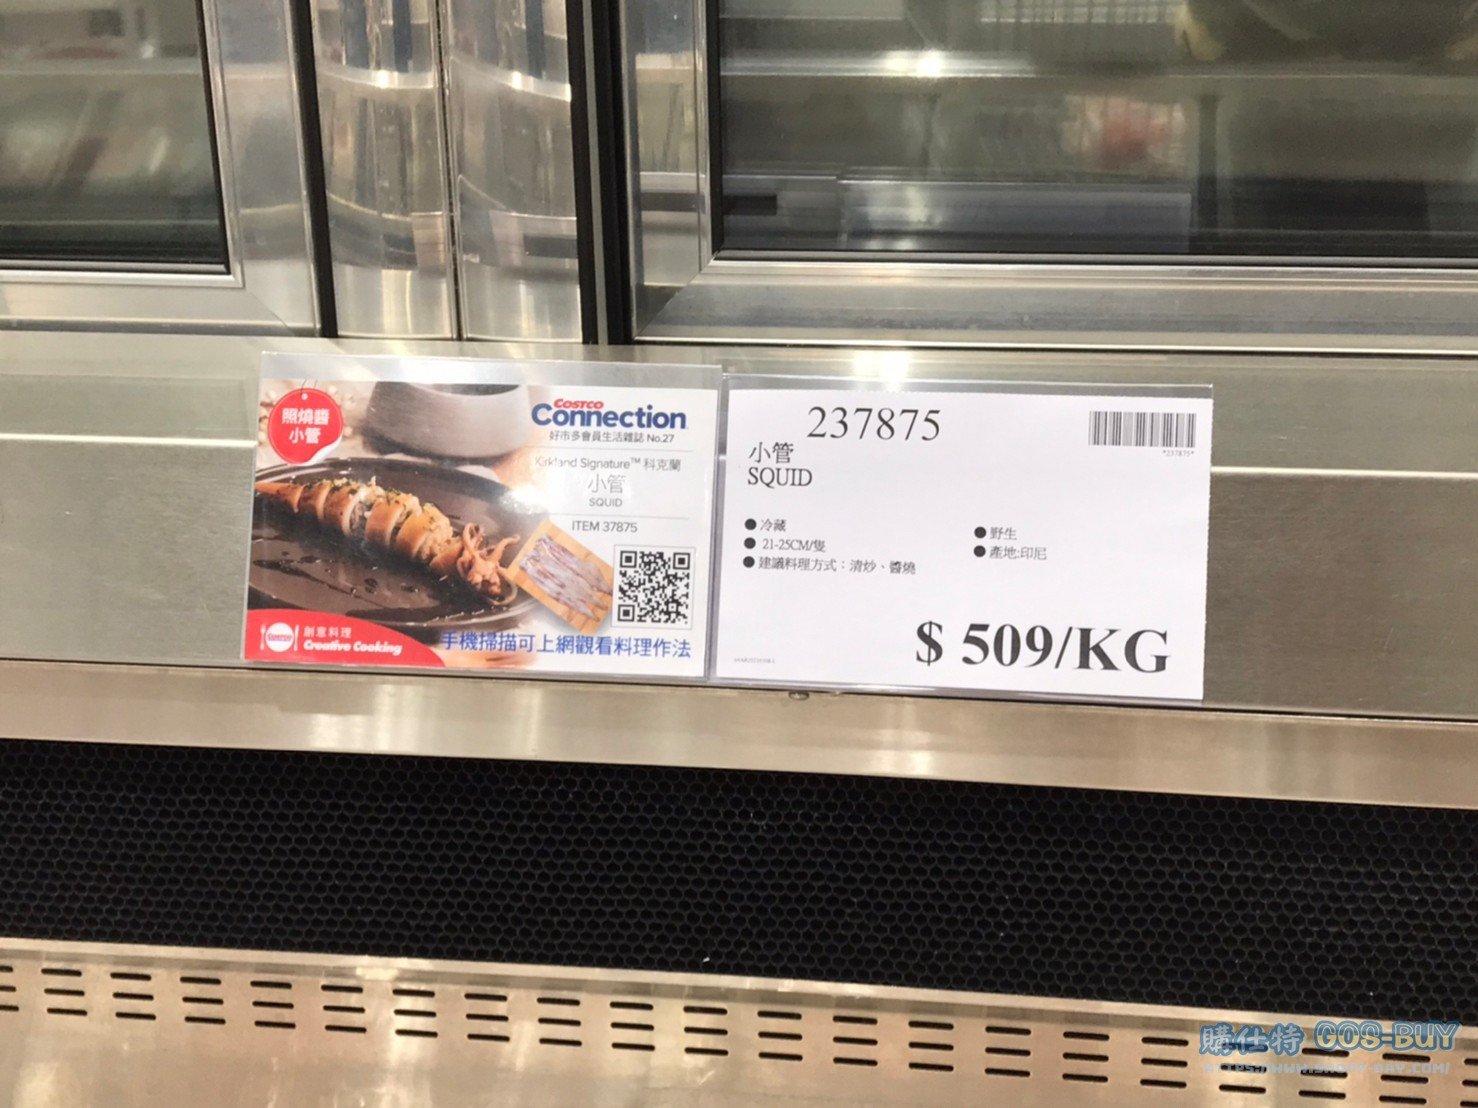 照燒醬
小管
COSTCO
Connection
好市多會員生活雜誌 No.27
Kirkland Signature™ 科克蘭
小管
SQUID
ITEM 37875
創意料理
Creative Cooking
手機掃描可上網觀看料理作法
237875
*237875*
小管
SQUID
● 冷藏
● 21-25CM/隻
● 建議料理方式：清炒、醬燒
● 野生
● 產地:印尼
$ 509/KG
購仕特 GOS-BUY